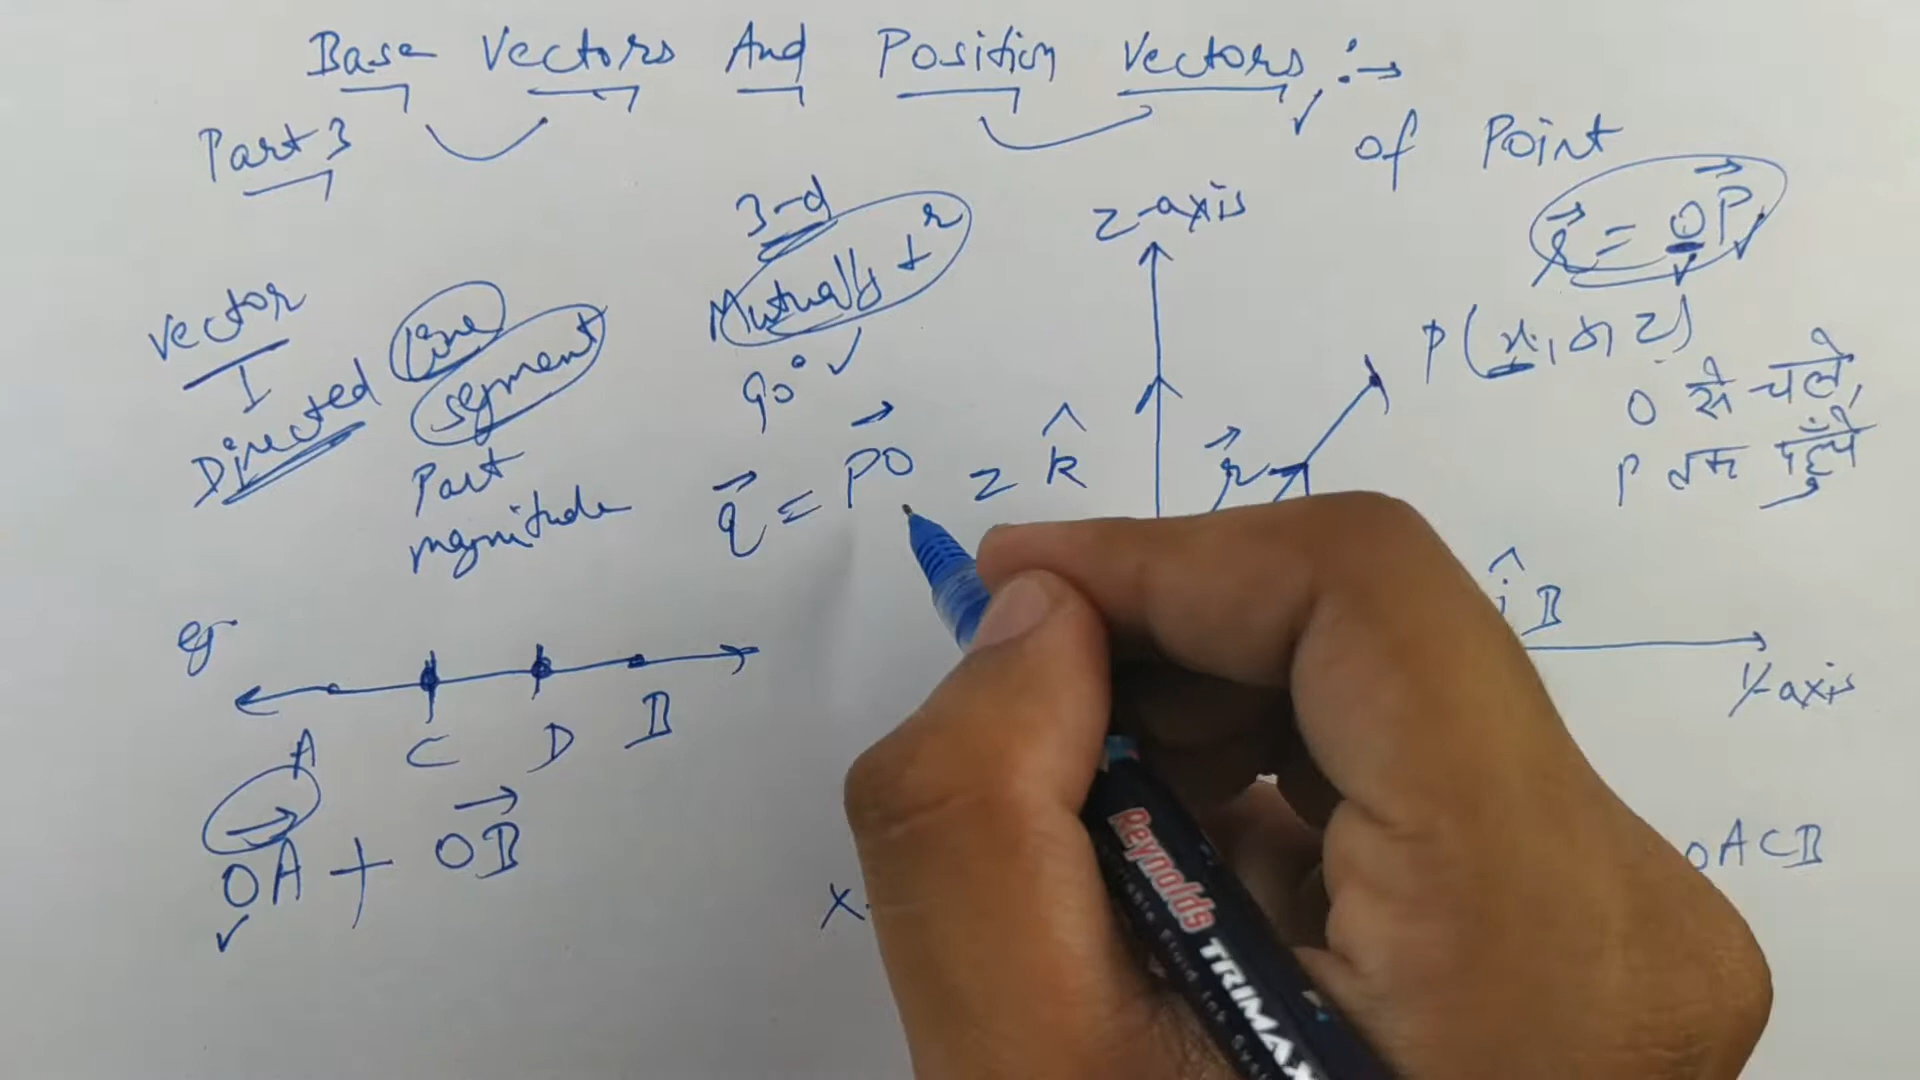 Base Vectors And Position Vectors :→
of Point
Part 3
3-d
Mutually ⊥r
90°
z-axis
r⃗ = OP⃗
P(x, y, z)
O से चले,
P तक पहुँचे
Vector
Directed
Line
segment
Part
magnitude
q⃗ = PO⃗
z k̂
r⃗
ĵ B
Y-axis
eg
A C D B
OA⃗ + OB⃗
X-
OACB
Reynolds
TRIMAX